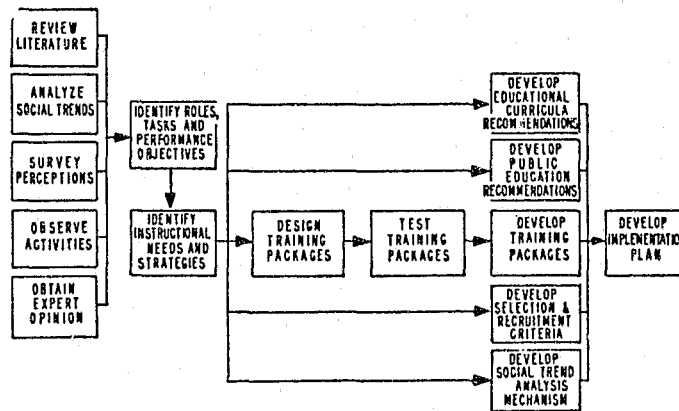 REVIEW
LITERATURE
ANALYZE
SOCIAL TRENDS
SURVEY
PERCEPTIONS
OBSERVE
ACTIVITIES
OBTAIN
EXPERT
OPINION
IDENTIFY ROLES,
TASKS AND
PERFORMANCE
OBJECTIVES
IDENTIFY
INSTRUCTIONAL
NEEDS AND
STRATEGIES
DESIGN
TRAINING
PACKAGES
TEST
TRAINING
PACKAGES
DEVELOP
EDUCATIONAL
CURRICULA
RECOMMENDATIONS
DEVELOP
PUBLIC
EDUCATION
RECOMMENDATIONS
DEVELOP
TRAINING
PACKAGES
DEVELOP
SELECTION &
RECRUITMENT
CRITERIA
DEVELOP
SOCIAL TREND
ANALYSIS
MECHANISM
DEVELOP
IMPLEMENTATION
PLAN